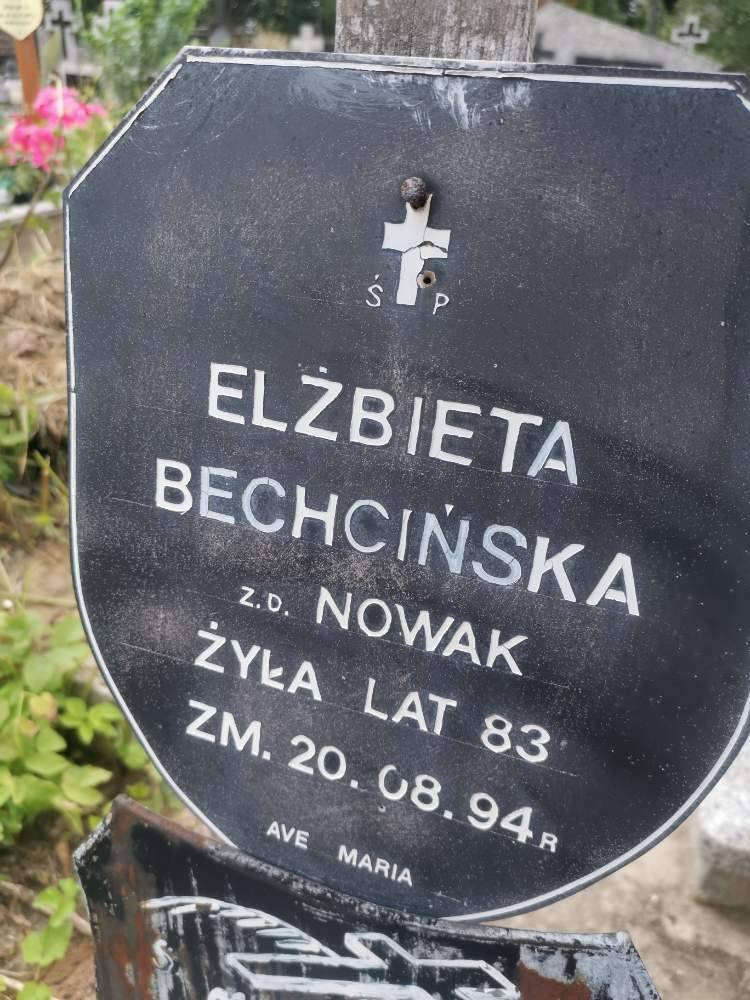 Ś P
ELŻBIETA
BECHCIŃSKA
Z.D. NOWAK
ŻYŁA LAT 83
ZM. 20. 08. 94 R
AVE MARIA
Ś